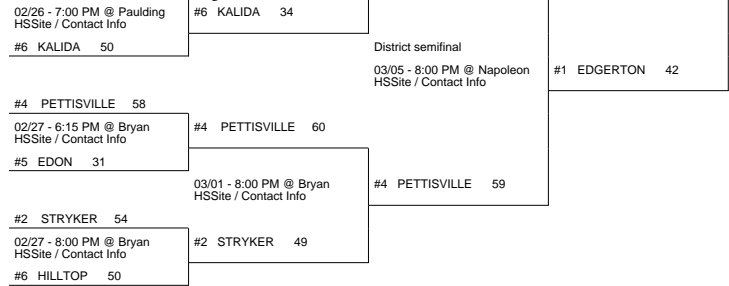 02/26 - 7:00 PM @ Paulding
HSSite / Contact Info
#6 KALIDA 34
#6 KALIDA 50
District semifinal
03/05 - 8:00 PM @ Napoleon
HSSite / Contact Info
#1 EDGERTON 42
#4 PETTISVILLE 58
02/27 - 6:15 PM @ Bryan
HSSite / Contact Info
#4 PETTISVILLE 60
#5 EDON 31
03/01 - 8:00 PM @ Bryan
HSSite / Contact Info
#4 PETTISVILLE 59
#2 STRYKER 54
02/27 - 8:00 PM @ Bryan
HSSite / Contact Info
#2 STRYKER 49
#6 HILLTOP 50